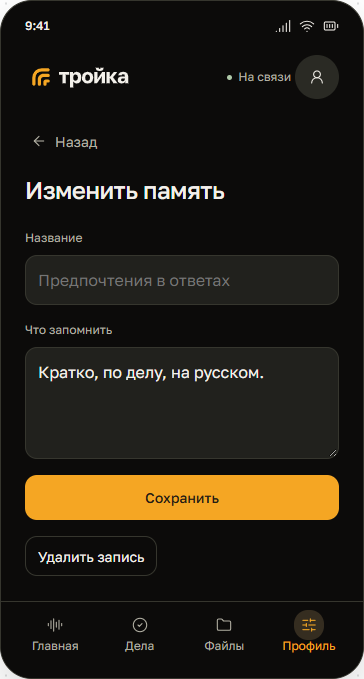 9:41
тройка
На связи
Назад
Изменить память
Название
Предпочтения в ответах
Что запомнить
Кратко, по делу, на русском.
Сохранить
Удалить запись
Главная
Дела
Файлы
Профиль